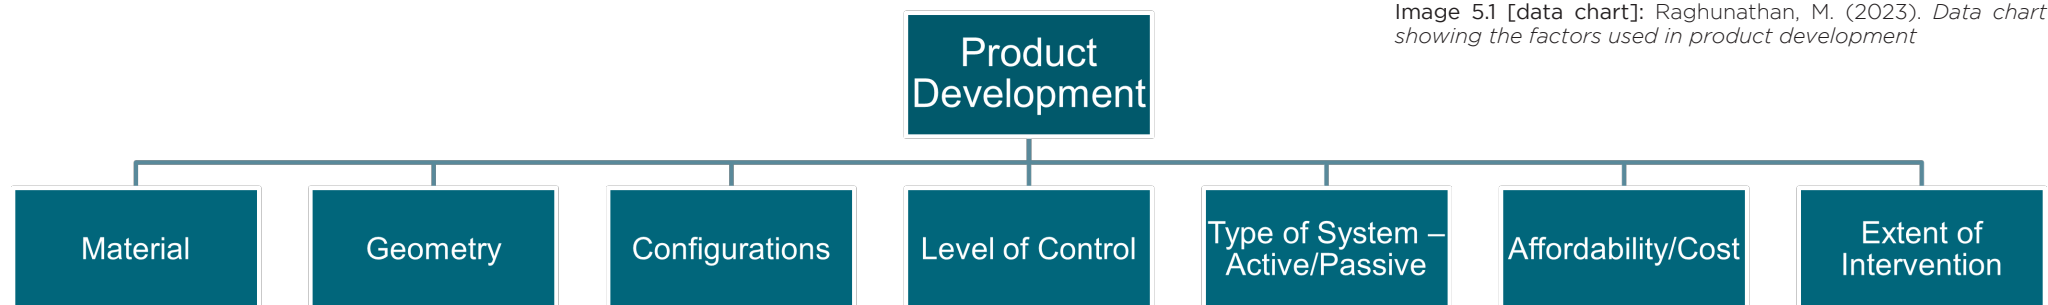 Image 5.1 [data chart]: Raghunathan, M. (2023). Data chart
showing the factors used in product development
Product
Development
Material
Geometry
Configurations
Level of Control
Type of System –
Active/Passive
Affordability/Cost
Extent of
Intervention